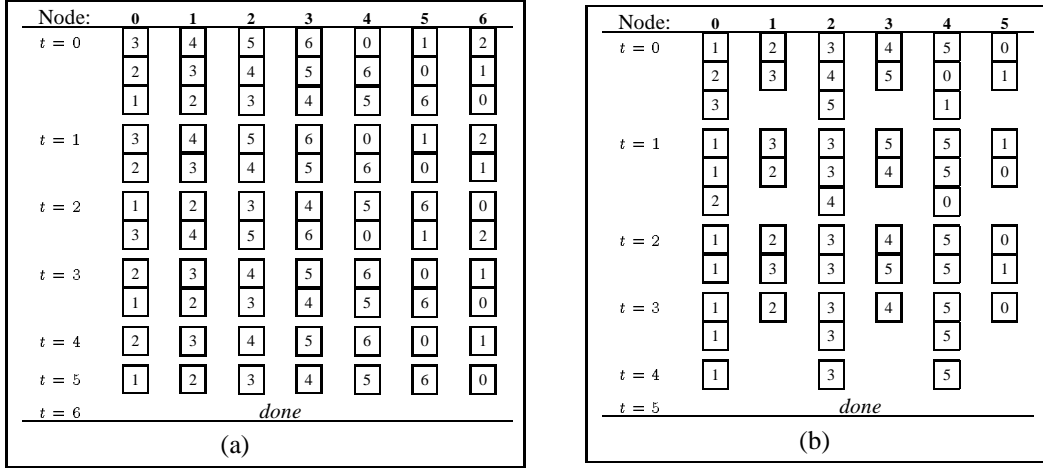 Node: 0 1 2 3 4 5 6
t = 0 3 4 5 6 0 1 2
2 3 4 5 6 0 1
1 2 3 4 5 6 0
t = 1 3 4 5 6 0 1 2
2 3 4 5 6 0 1
t = 2 1 2 3 4 5 6 0
3 4 5 6 0 1 2
t = 3 2 3 4 5 6 0 1
1 2 3 4 5 6 0
t = 4 2 3 4 5 6 0 1
t = 5 1 2 3 4 5 6 0
t = 6 done
(a)
Node: 0 1 2 3 4 5
t = 0 1 2 3 4 5 0
2 3 4 5 0 1
3 5 1
t = 1 1 3 3 5 5 1
1 2 3 4 5 0
2 4 0
t = 2 1 2 3 4 5 0
1 3 3 5 5 1
t = 3 1 2 3 4 5 0
1 3 5
t = 4 1 3 5
t = 5 done
(b)